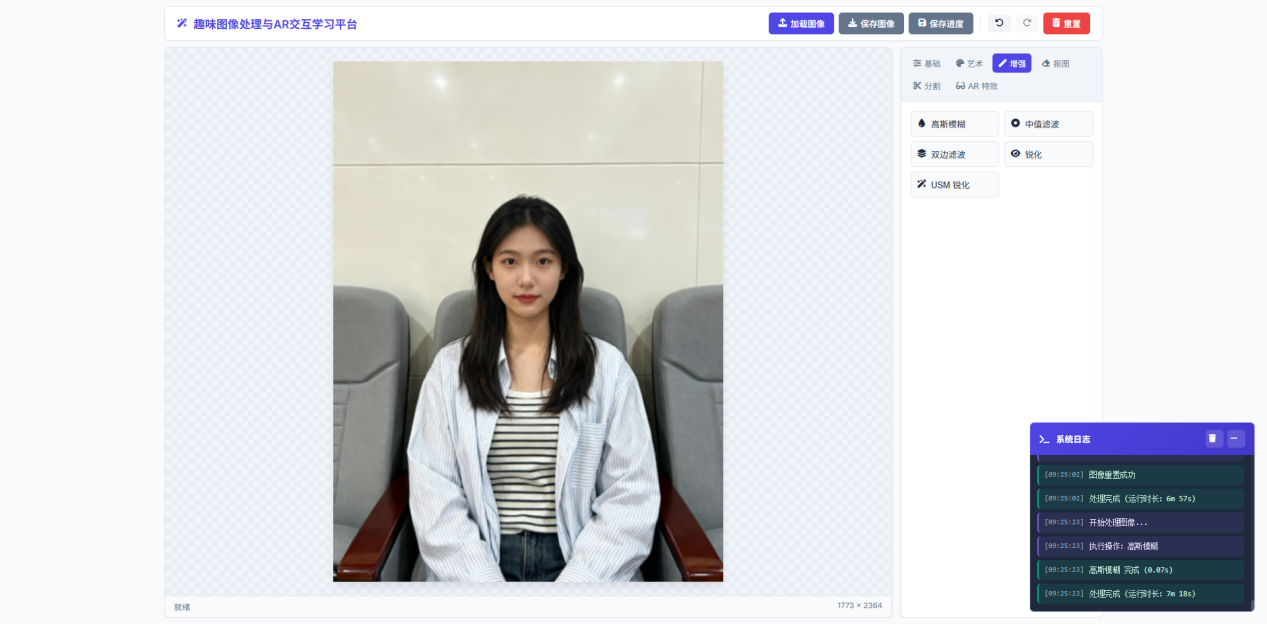 趣味图像处理与AR交互学习平台
加载图像
保存图像
保存进度
重置
基础
艺术
增强
抠图
分割
AR 特效
高斯模糊
中值滤波
双边滤波
锐化
USM 锐化
系统日志
[09:25:02] 图像重置成功
[09:25:02] 处理完成 (运行时长: 6m 57s)
[09:25:23] 开始处理图像...
[09:25:23] 执行操作: 高斯模糊
[09:25:23] 高斯模糊 完成 (0.07s)
[09:25:23] 处理完成 (运行时长: 7m 18s)
就绪
1773 × 2364